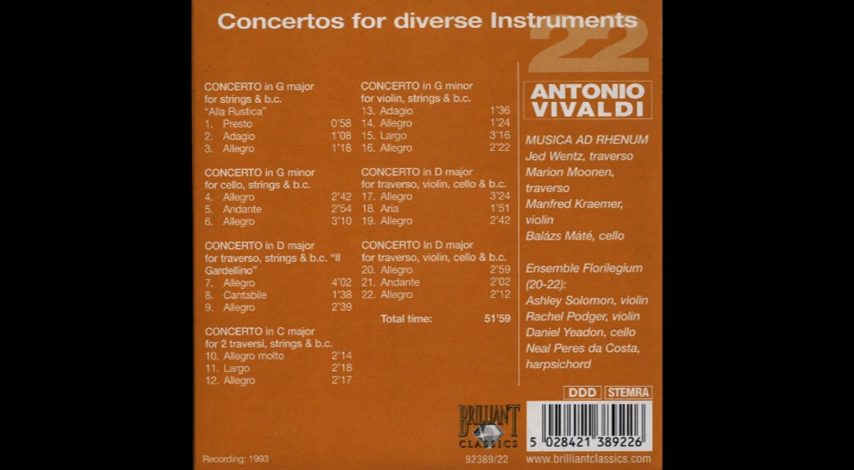 Concertos for diverse Instruments
22
CONCERTO in G major
for strings & b.c.
"Alla Rustica"
1. Presto 0'58
2. Adagio 1'08
3. Allegro 1'18
CONCERTO in G minor
for cello, strings & b.c.
4. Allegro 2'42
5. Andante 2'54
6. Allegro 3'10
CONCERTO in D major
for traverso, strings & b.c. "Il
Gardellino"
7. Allegro 4'02
8. Cantabile 1'38
9. Allegro 2'39
CONCERTO in C major
for 2 traversi, strings & b.c.
10. Allegro molto 2'14
11. Largo 2'18
12. Allegro 2'17
CONCERTO in G minor
for violin, strings & b.c.
13. Adagio 1'36
14. Allegro 1'24
15. Largo 3'16
16. Allegro 2'22
CONCERTO in D major
for traverso, violin, cello & b.c.
17. Allegro 3'24
18. Aria 1'51
19. Allegro 2'42
CONCERTO In D major
for traverso, violin, cello & b.c.
20. Allegro 2'59
21. Andante 2'02
22. Allegro 2'12
Total time: 51'59
ANTONIO
VIVALDI
MUSICA AD RHENUM
Jed Wentz, traverso
Marion Moonen,
traverso
Manfred Kraemer,
violin
Balázs Máté, cello
Ensemble Florilegium
(20-22):
Ashley Solomon, violin
Rachel Podger, violin
Daniel Yeadon, cello
Neal Peres da Costa,
harpsichord
DDD STEMRA
BRILLIANT
CLASSICS
92389/22
5 028421 389226
www.brilliantclassics.com
Recording: 1993